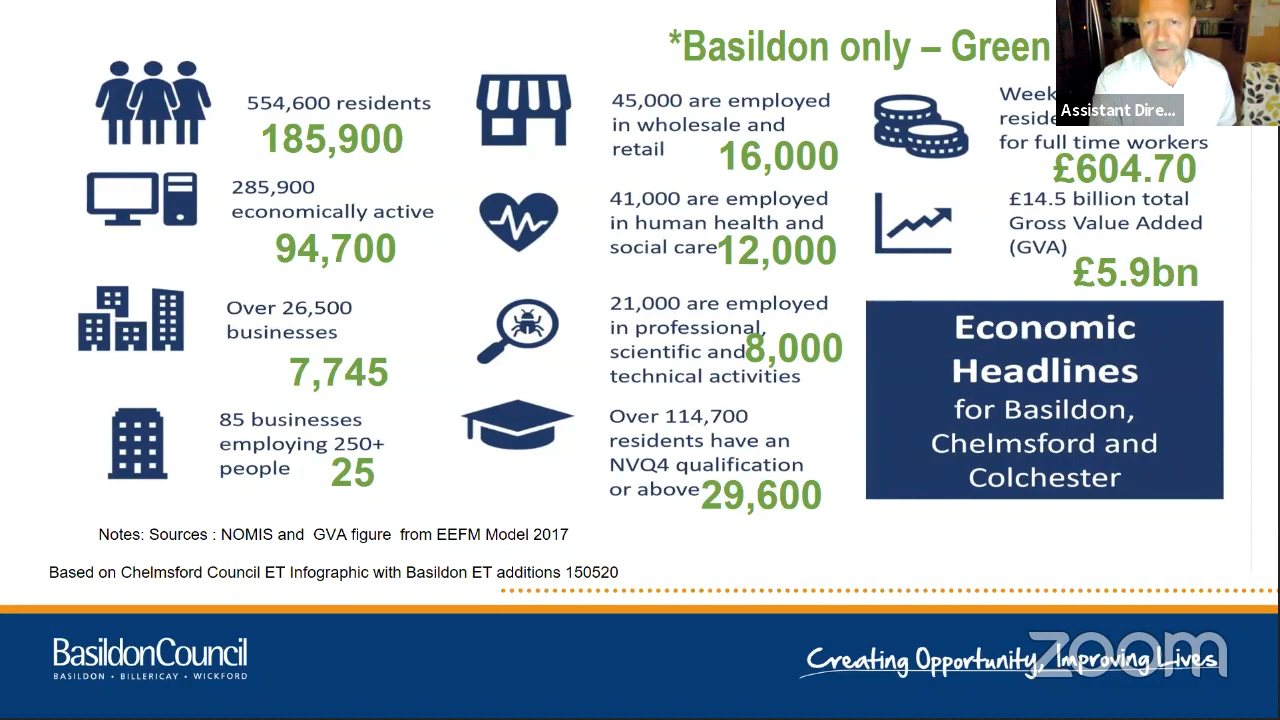 *Basildon only – Green
554,600 residents
185,900
285,900
economically active
94,700
Over 26,500
businesses
7,745
85 businesses
employing 250+
people
25
45,000 are employed
in wholesale and
retail
16,000
41,000 are employed
in human health and
social care
12,000
21,000 are employed
in professional,
scientific and
8,000
technical activities
Over 114,700
residents have an
NVQ4 qualification
or above
29,600
Assistant Dire...
for full time workers
£604.70
£14.5 billion total
Gross Value Added
(GVA)
£5.9bn
Economic
Headlines
for Basildon,
Chelmsford and
Colchester
Notes: Sources : NOMIS and GVA figure from EEFM Model 2017
Based on Chelmsford Council ET Infographic with Basildon ET additions 150520
BasildonCouncil
BASILDON • BILLERICAY • WICKFORD
Creating Opportunity, Improving Lives
zoom